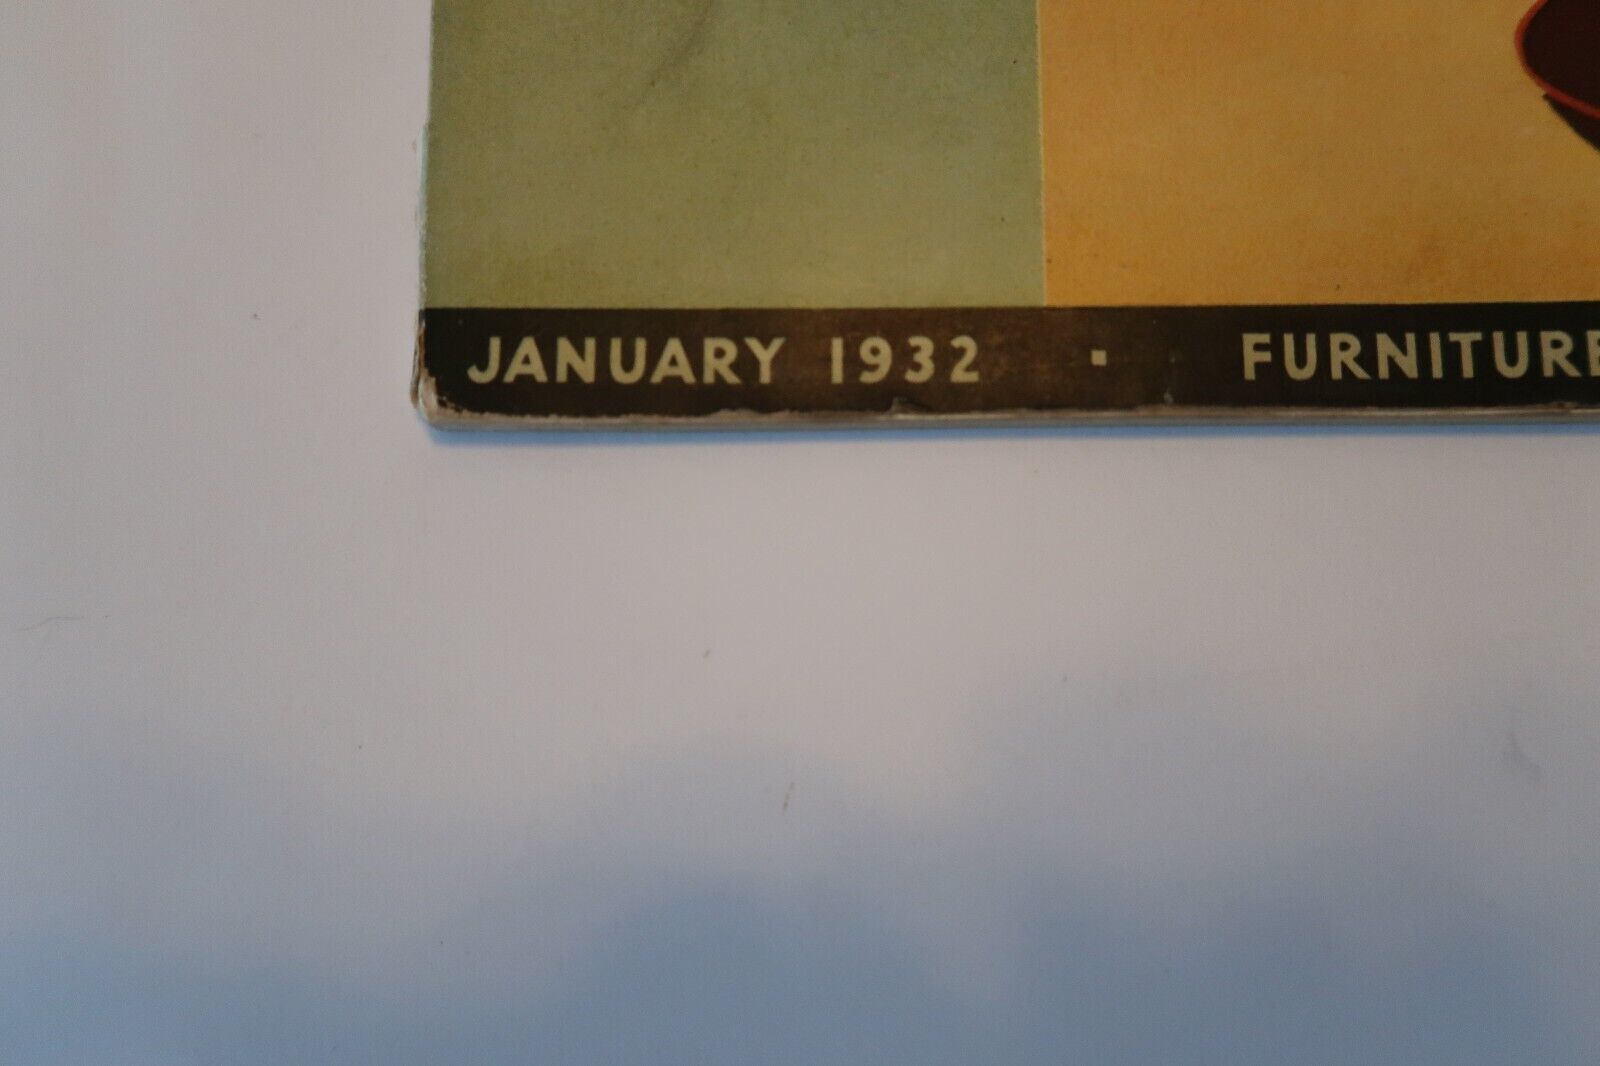 JANUARY 1932 ▪ FURNITURE